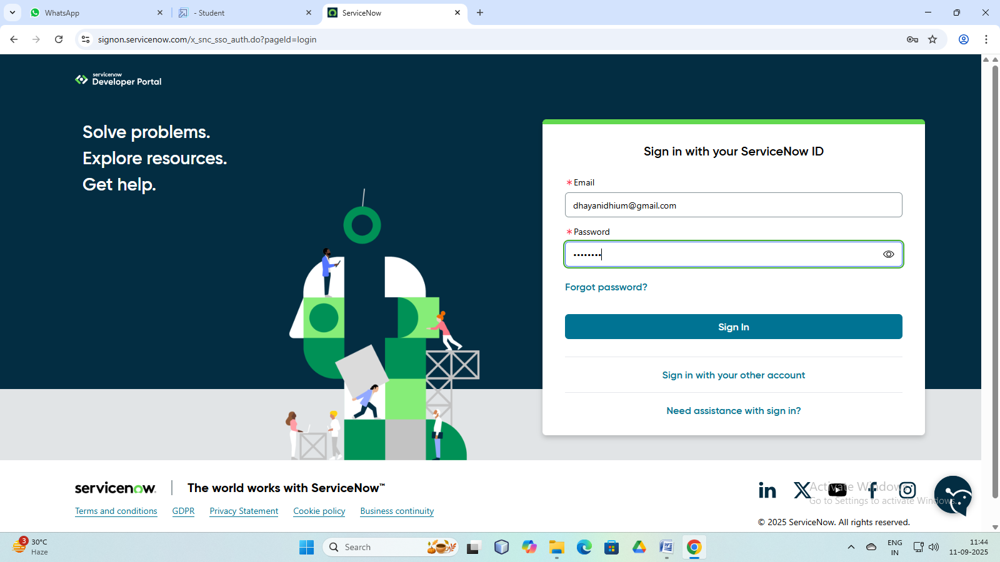 WhatsApp
- Student
ServiceNow
signon.servicenow.com/x_snc_sso_auth.do?pageId=login
servicenow
Developer Portal
Solve problems.
Explore resources.
Get help.
Sign in with your ServiceNow ID
*Email
dhayanidhium@gmail.com
*Password
••••••••
Forgot password?
Sign In
Sign in with your other account
Need assistance with sign in?
servicenow.
The world works with ServiceNow™
Terms and conditions
GDPR
Privacy Statement
Cookie policy
Business continuity
Activate Windows
Go to Settings to activate Windows.
© 2025 ServiceNow. All rights reserved.
3
30°C
Haze
Search
ENG
IN
11:44
11-09-2025